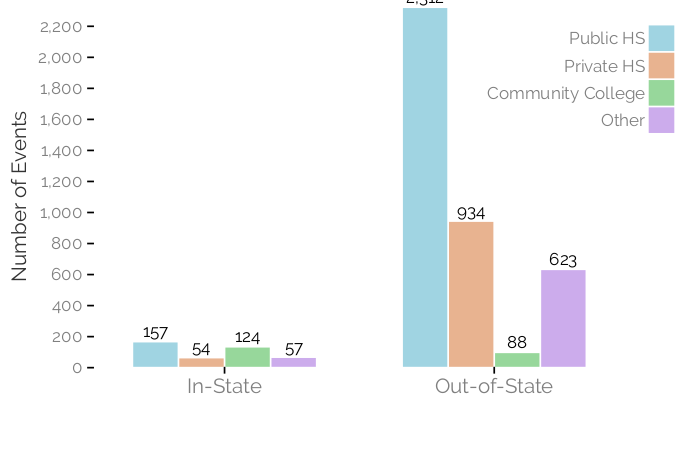 2,312
2,200
2,000
1,800
1,600
1,400
1,200
1,000
800
600
400
200
0
Number of Events
Public HS
Private HS
Community College
Other
157
54
124
57
934
88
623
In-State
Out-of-State